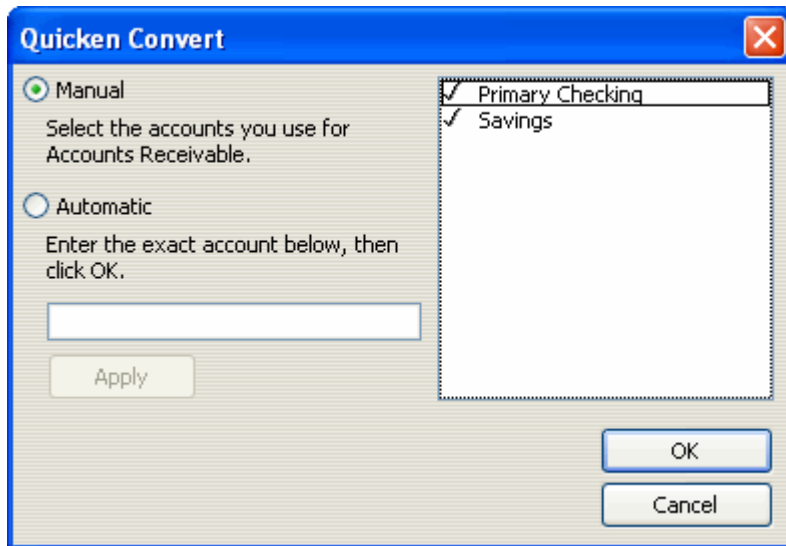 Quicken Convert
Manual
Select the accounts you use for
Accounts Receivable.
Automatic
Enter the exact account below, then
click OK.
Apply
Primary Checking
Savings
OK
Cancel